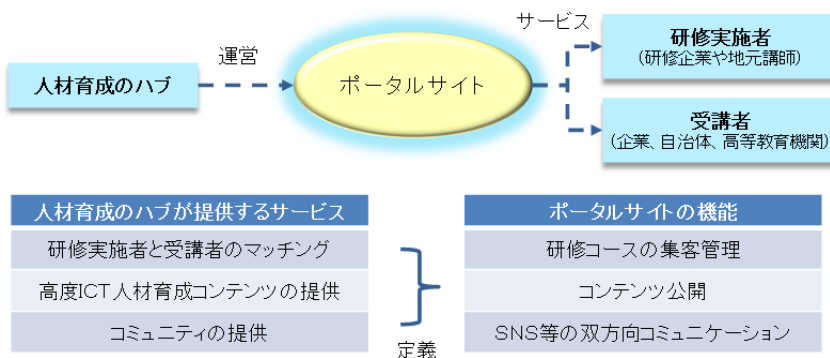 サービス
運営
人材育成のハブ
ポータルサイト
研修実施者
(研修企業や地元講師)
受講者
(企業、自治体、高等教育機関)
人材育成のハブが提供するサービス
研修実施者と受講者のマッチング
高度ICT人材育成コンテンツの提供
コミュニティの提供
定義
ポータルサイトの機能
研修コースの集客管理
コンテンツ公開
SNS等の双方向コミュニケーション